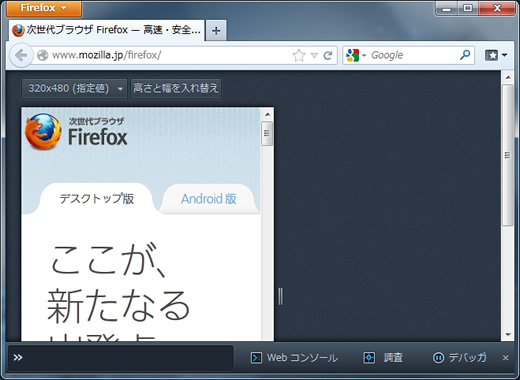 Firefox
次世代ブラウザ Firefox — 高速・安全...
www.mozilla.jp/firefox/
Google
320x480 (指定値)
高さと幅を入れ替え
次世代ブラウザ
Firefox
デスクトップ版
Android 版
ここが、
新たなる
出発点
Web コンソール
調査
デバッガ